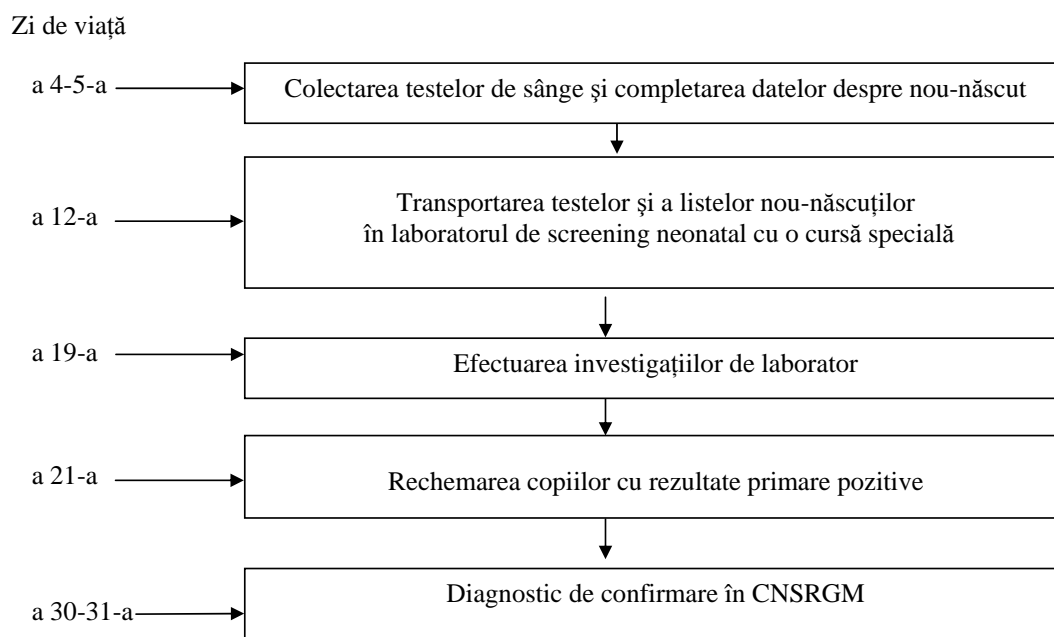 Zi de viață
a 4-5-a
Colectarea testelor de sânge şi completarea datelor despre nou-născut
a 12-a
Transportarea testelor şi a listelor nou-născuților
în laboratorul de screening neonatal cu o cursă specială
a 19-a
Efectuarea investigațiilor de laborator
a 21-a
Rechemarea copiilor cu rezultate primare pozitive
a 30-31-a
Diagnostic de confirmare în CNSRGM